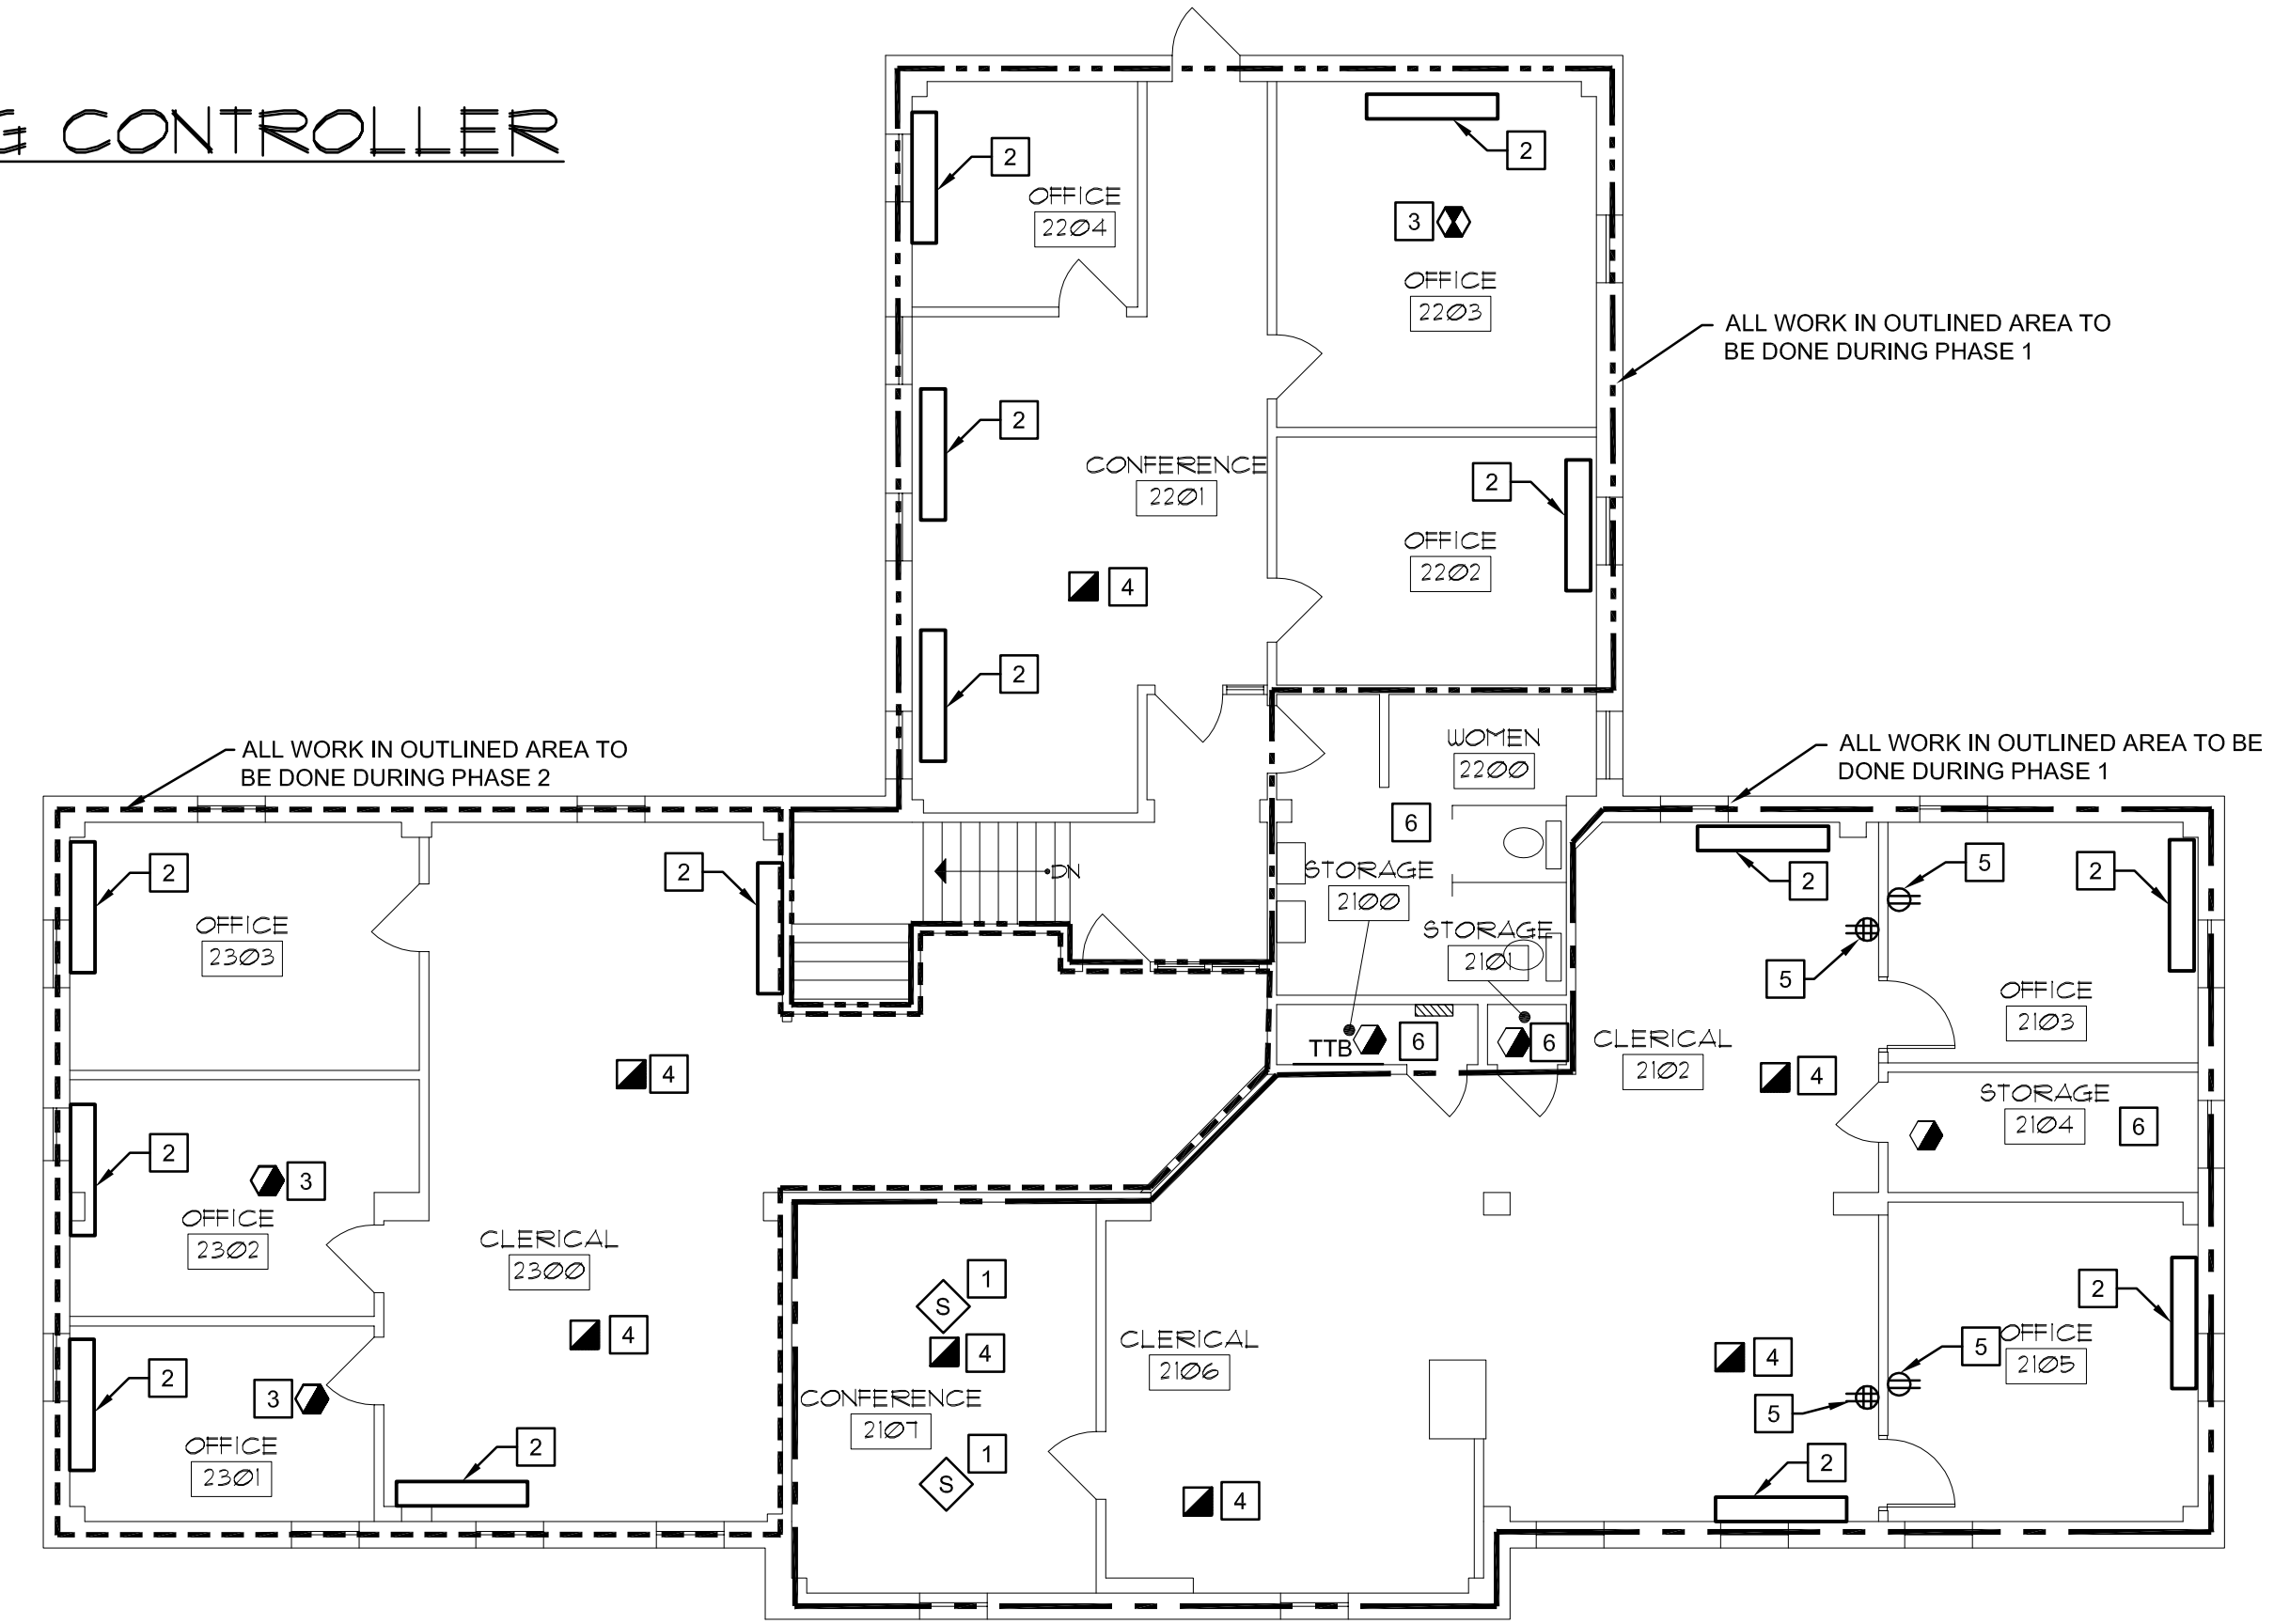 G CONTROLLER
2
2
OFFICE
2204
3
OFFICE
2203
ALL WORK IN OUTLINED AREA TO
BE DONE DURING PHASE 1
2
CONFERENCE
2201
2
OFFICE
2202
4
2
ALL WORK IN OUTLINED AREA TO
BE DONE DURING PHASE 2
WOMEN
2200
ALL WORK IN OUTLINED AREA TO BE
DONE DURING PHASE 1
6
2
2
DN
STORAGE
2100
2
5
2
OFFICE
2303
STORAGE
2101
5
OFFICE
2103
TTB
6
6
CLERICAL
2102
4
4
STORAGE
2104
6
2
3
OFFICE
2302
CLERICAL
2300
1
S
2
4
4
CLERICAL
2106
4
5
OFFICE
2105
2
3
CONFERENCE
2107
5
OFFICE
2301
2
1
S
2
4